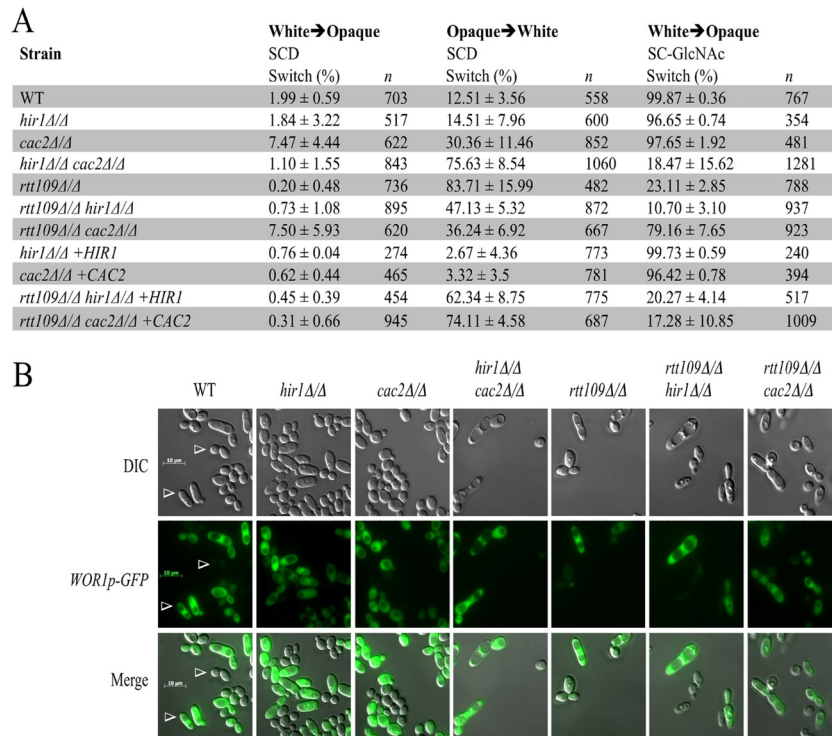 A
White➔Opaque Opaque➔White White➔Opaque
Strain SCD SCD SC-GlcNAc
Switch (%) n Switch (%) n Switch (%) n
WT 1.99 ± 0.59 703 12.51 ± 3.56 558 99.87 ± 0.36 767
hir1Δ/Δ 1.84 ± 3.22 517 14.51 ± 7.96 600 96.65 ± 0.74 354
cac2Δ/Δ 7.47 ± 4.44 622 30.36 ± 11.46 852 97.65 ± 1.92 481
hir1Δ/Δ cac2Δ/Δ 1.10 ± 1.55 843 75.63 ± 8.54 1060 18.47 ± 15.62 1281
rtt109Δ/Δ 0.20 ± 0.48 736 83.71 ± 15.99 482 23.11 ± 2.85 788
rtt109Δ/Δ hir1Δ/Δ 0.73 ± 1.08 895 47.13 ± 5.32 872 10.70 ± 3.10 937
rtt109Δ/Δ cac2Δ/Δ 7.50 ± 5.93 620 36.24 ± 6.92 667 79.16 ± 7.65 923
hir1Δ/Δ +HIR1 0.76 ± 0.04 274 2.67 ± 4.36 773 99.73 ± 0.59 240
cac2Δ/Δ +CAC2 0.62 ± 0.44 465 3.32 ± 3.5 781 96.42 ± 0.78 394
rtt109Δ/Δ hir1Δ/Δ +HIR1 0.45 ± 0.39 454 62.34 ± 8.75 775 20.27 ± 4.14 517
rtt109Δ/Δ cac2Δ/Δ +CAC2 0.31 ± 0.66 945 74.11 ± 4.58 687 17.28 ± 10.85 1009
B
hir1Δ/Δ rtt109Δ/Δ rtt109Δ/Δ
WT hir1Δ/Δ cac2Δ/Δ cac2Δ/Δ rtt109Δ/Δ hir1Δ/Δ cac2Δ/Δ
DIC
10 µm
WOR1p-GFP
10 µm
Merge
10 µm